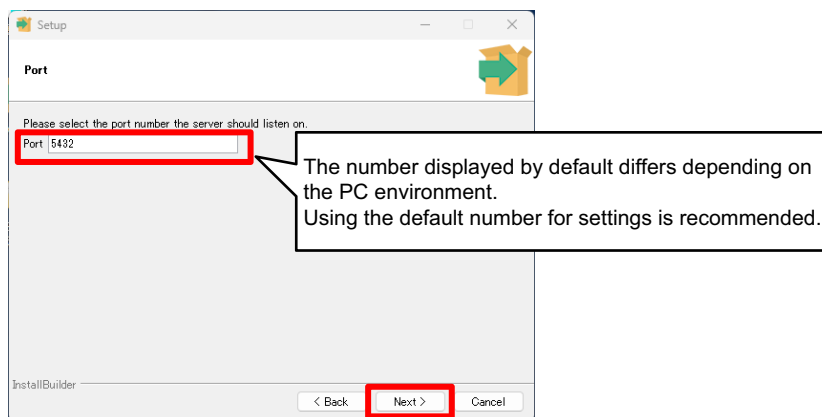 Setup
Port
Please select the port number the server should listen on.
Port 5432
The number displayed by default differs depending on
the PC environment.
Using the default number for settings is recommended.
InstallBuilder
< Back Next > Cancel